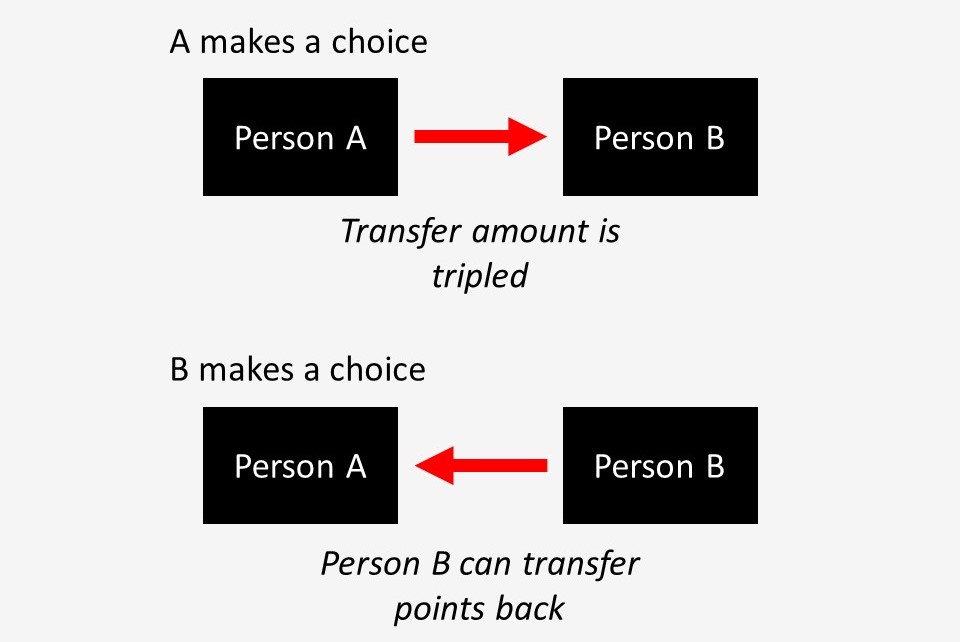 A makes a choice
Person A
Person B
Transfer amount is
tripled
B makes a choice
Person A
Person B
Person B can transfer
points back